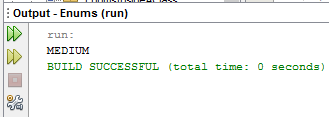 Output - Enums (run)
run:
MEDIUM
BUILD SUCCESSFUL (total time: 0 seconds)